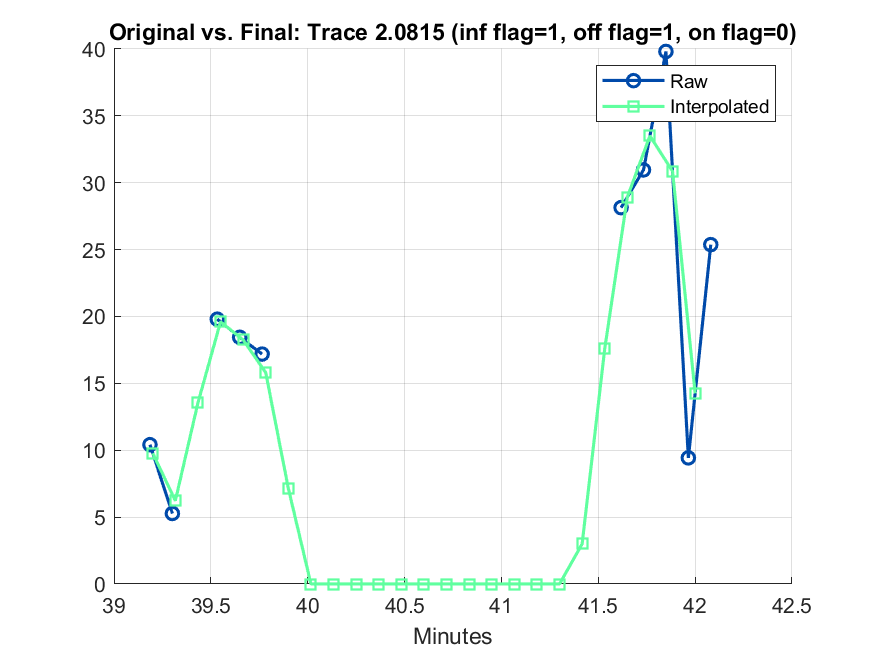 Original vs. Final: Trace 2.0815 (inf flag=1, off flag=1, on flag=0)
Raw
Interpolated
40
35
30
25
20
15
10
5
0
39 39.5 40 40.5 41 41.5 42 42.5
Minutes